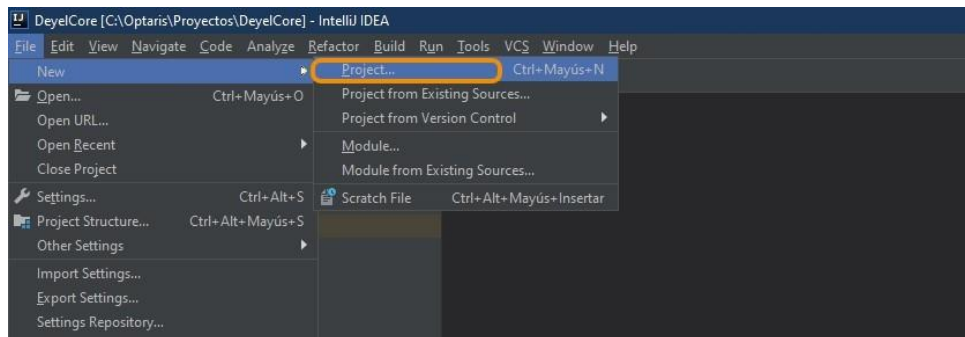 DeyelCore [C:\Optaris\Proyectos\DeyelCore] - IntelliJ IDEA
File Edit View Navigate Code Analyze Refactor Build Run Tools VCS Window Help
New
Project... Ctrl+Mayús+N
Open... Ctrl+Mayús+O
Project from Existing Sources...
Open URL...
Project from Version Control
Open Recent
Module...
Close Project
Module from Existing Sources...
Settings... Ctrl+Alt+S
Scratch File Ctrl+Alt+Mayús+Insertar
Project Structure... Ctrl+Alt+Mayús+S
Other Settings
Import Settings...
Export Settings...
Settings Repository...